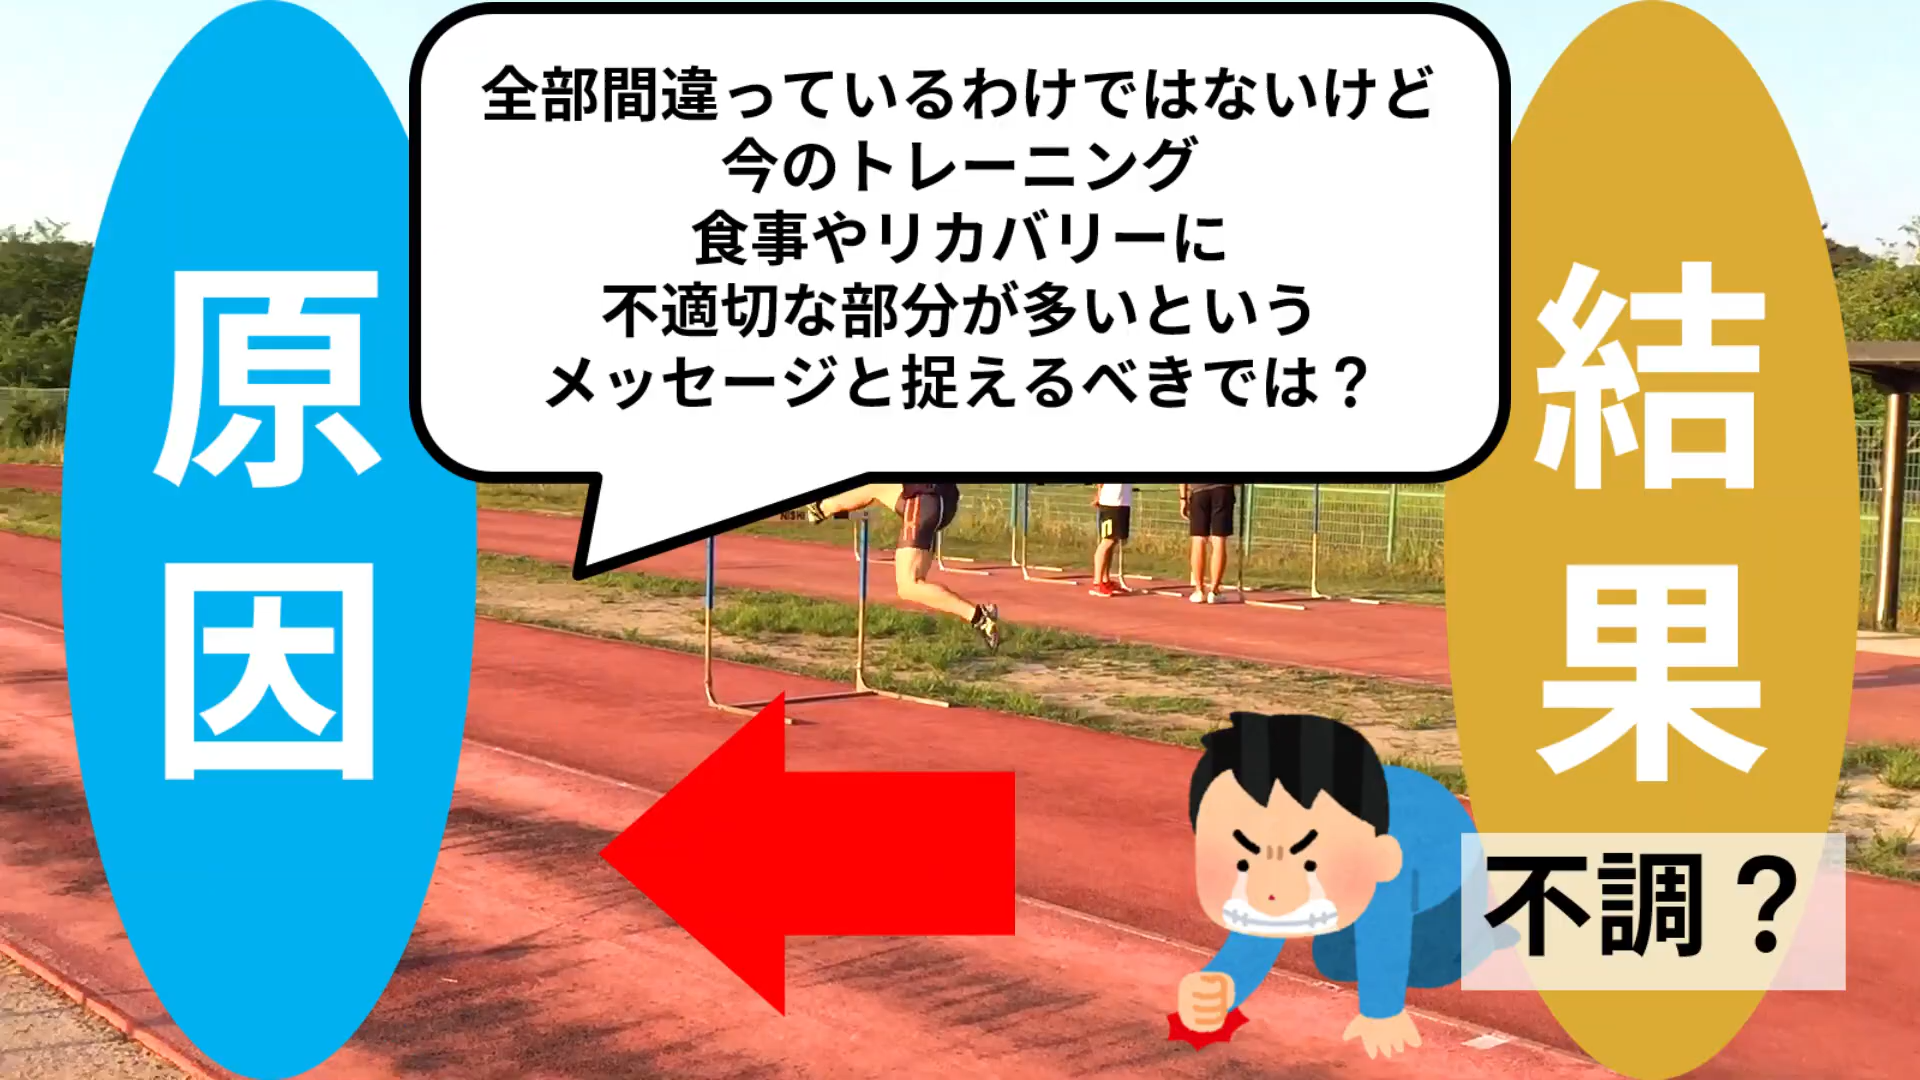 全部間違っているわけではないけど
今のトレーニング
食事やリカバリーに
不適切な部分が多いという
メッセージと捉えるべきでは？
原因
結果
不調？
NISHI